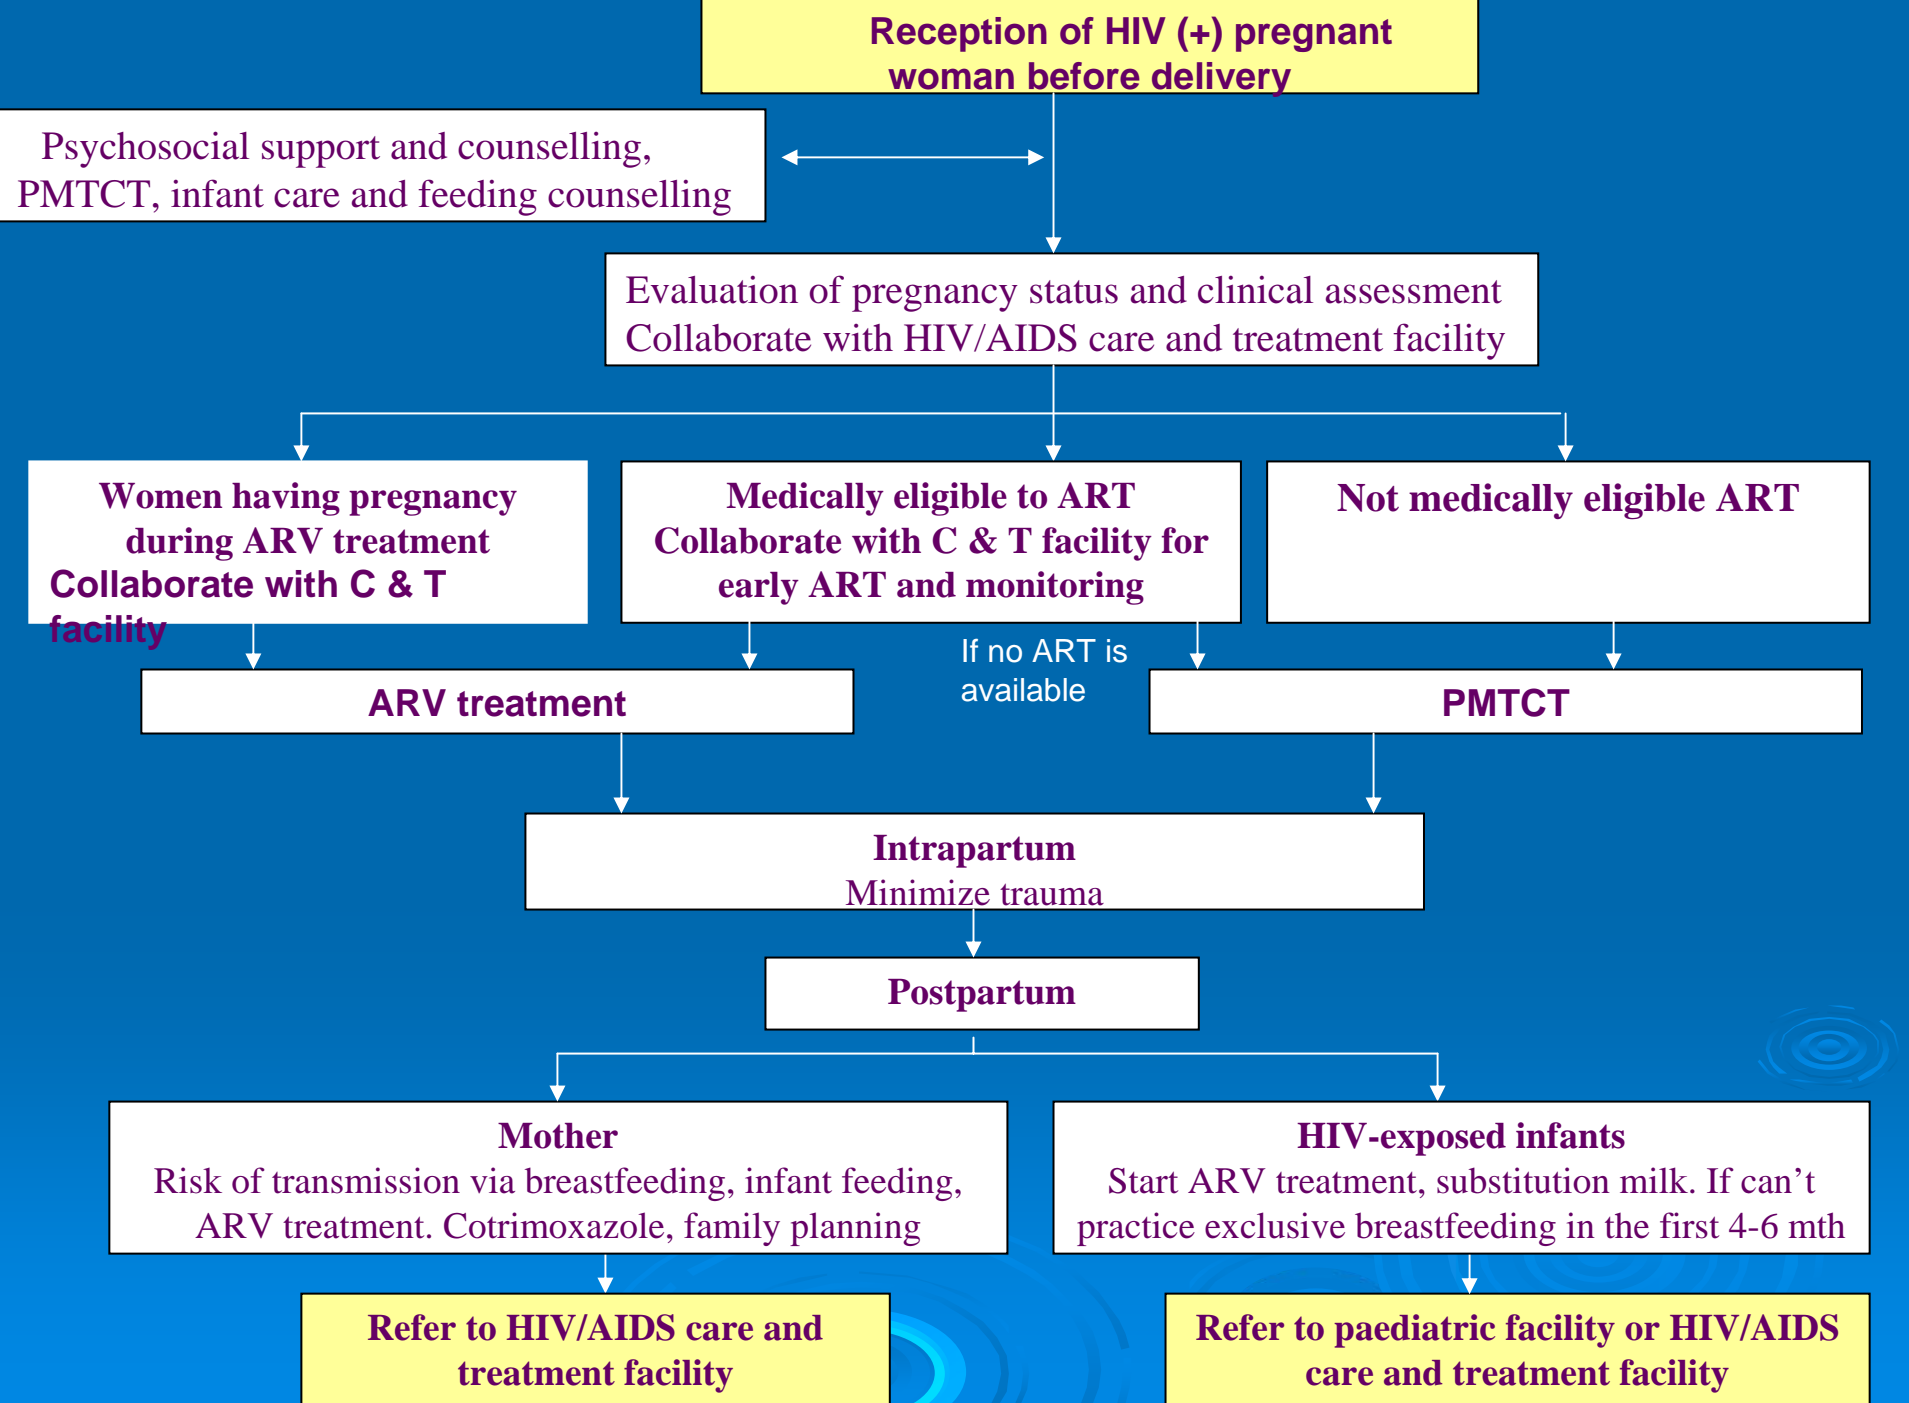 Reception of HIV (+) pregnant
woman before delivery
Psychosocial support and counselling,
PMTCT, infant care and feeding counselling
Evaluation of pregnancy status and clinical assessment
Collaborate with HIV/AIDS care and treatment facility
Women having pregnancy
during ARV treatment
Collaborate with C & T
facility
Medically eligible to ART
Collaborate with C & T facility for
early ART and monitoring
Not medically eligible ART
If no ART is
available
ARV treatment
PMTCT
Intrapartum
Minimize trauma
Postpartum
Mother
Risk of transmission via breastfeeding, infant feeding,
ARV treatment. Cotrimoxazole, family planning
HIV-exposed infants
Start ARV treatment, substitution milk. If can’t
practice exclusive breastfeeding in the first 4-6 mth
Refer to HIV/AIDS care and
treatment facility
Refer to paediatric facility or HIV/AIDS
care and treatment facility